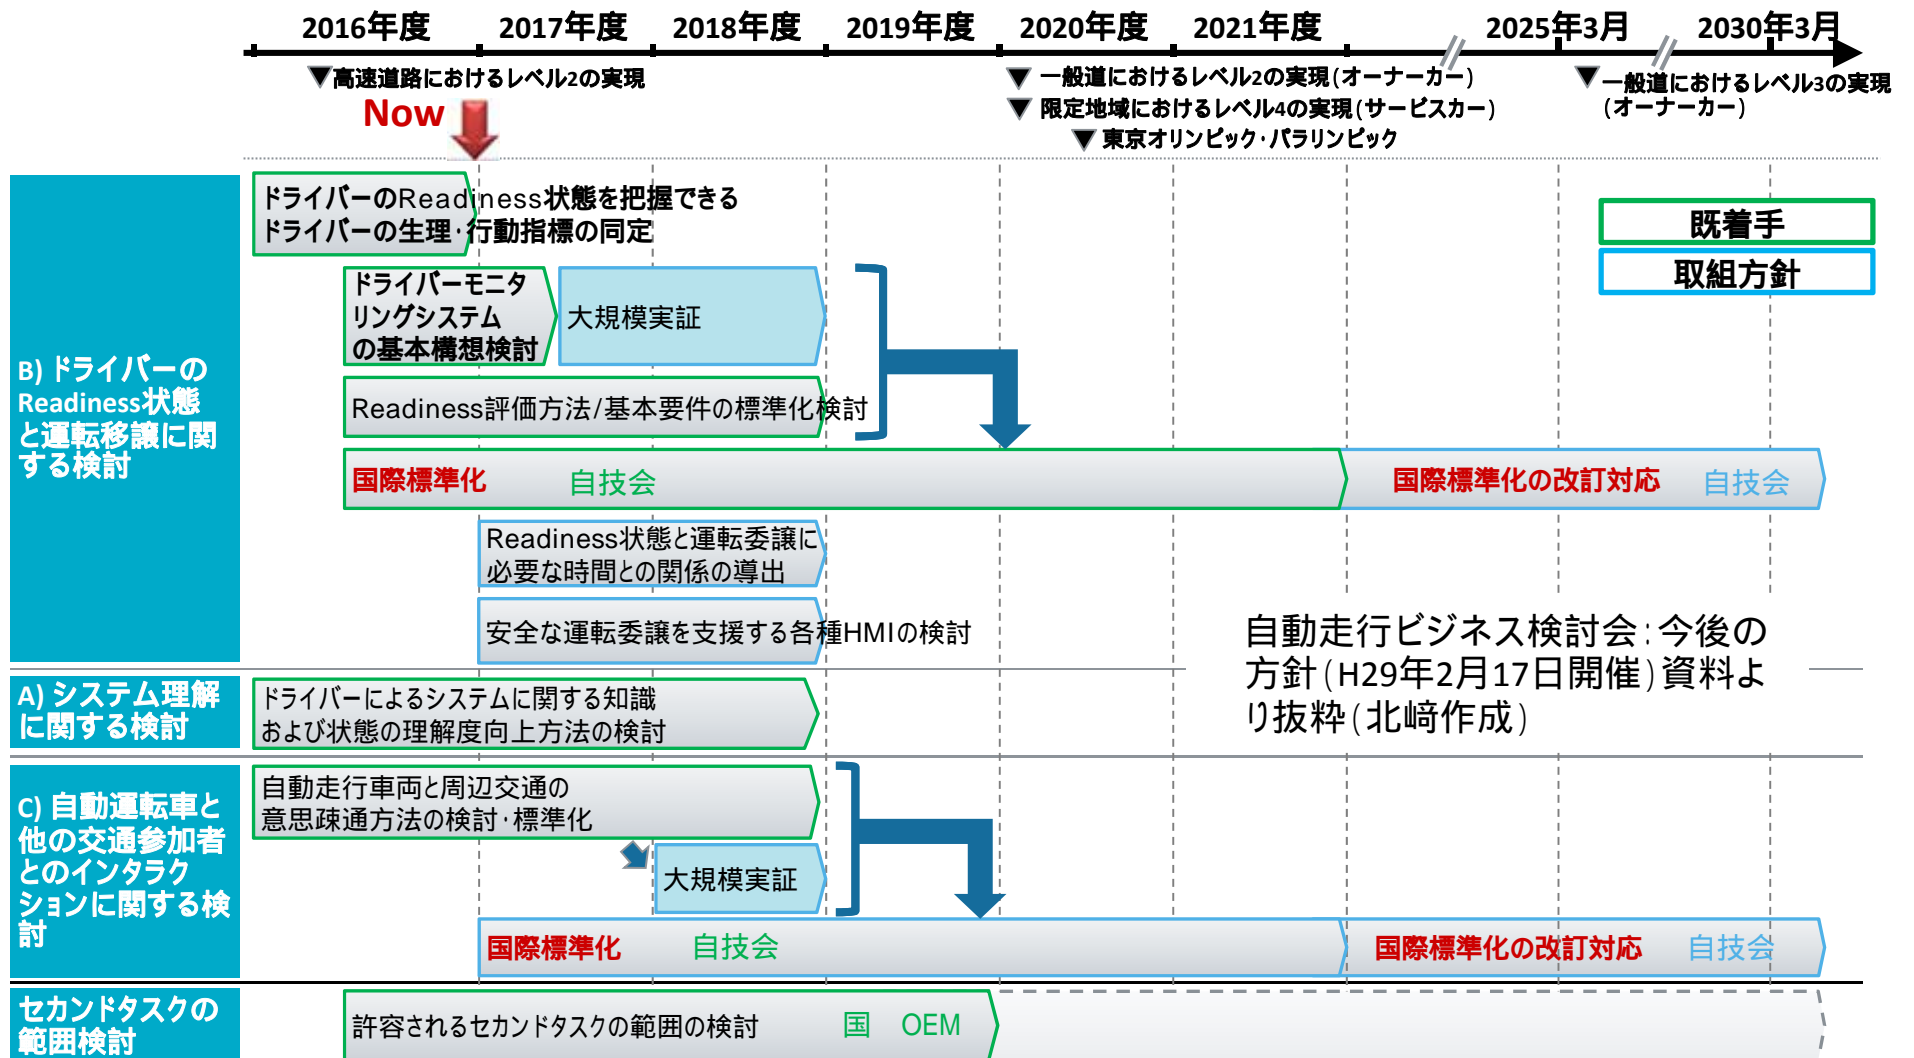 2016年度 2017年度 2018年度 2019年度 2020年度 2021年度 2025年3月 2030年3月
▼高速道路におけるレベル2の実現
▼ 一般道におけるレベル2の実現(オーナーカー)
▼ 限定地域におけるレベル4の実現(サービスカー)
▼ 東京オリンピック・パラリンピック
▼ 一般道におけるレベル3の実現
(オーナーカー)
Now
既着手
取組方針
B) ドライバーの
Readiness状態
と運転移譲に関
する検討
ドライバーのReadiness状態を把握できる
ドライバーの生理・行動指標の同定
ドライバーモニタ
リングシステム
の基本構想検討
大規模実証
Readiness評価方法/基本要件の標準化検討
国際標準化 自技会
国際標準化の改訂対応 自技会
Readiness状態と運転委譲に
必要な時間との関係の導出
安全な運転委譲を支援する各種HMIの検討
自動走行ビジネス検討会:今後の
方針(H29年2月17日開催)資料よ
り抜粋(北﨑作成)
A) システム理解
に関する検討
ドライバーによるシステムに関する知識
および状態の理解度向上方法の検討
C) 自動運転車と
他の交通参加者
とのインタラク
ションに関する検
討
自動走行車両と周辺交通の
意思疎通方法の検討・標準化
大規模実証
国際標準化 自技会
国際標準化の改訂対応 自技会
セカンドタスクの
範囲検討
許容されるセカンドタスクの範囲の検討 国 OEM